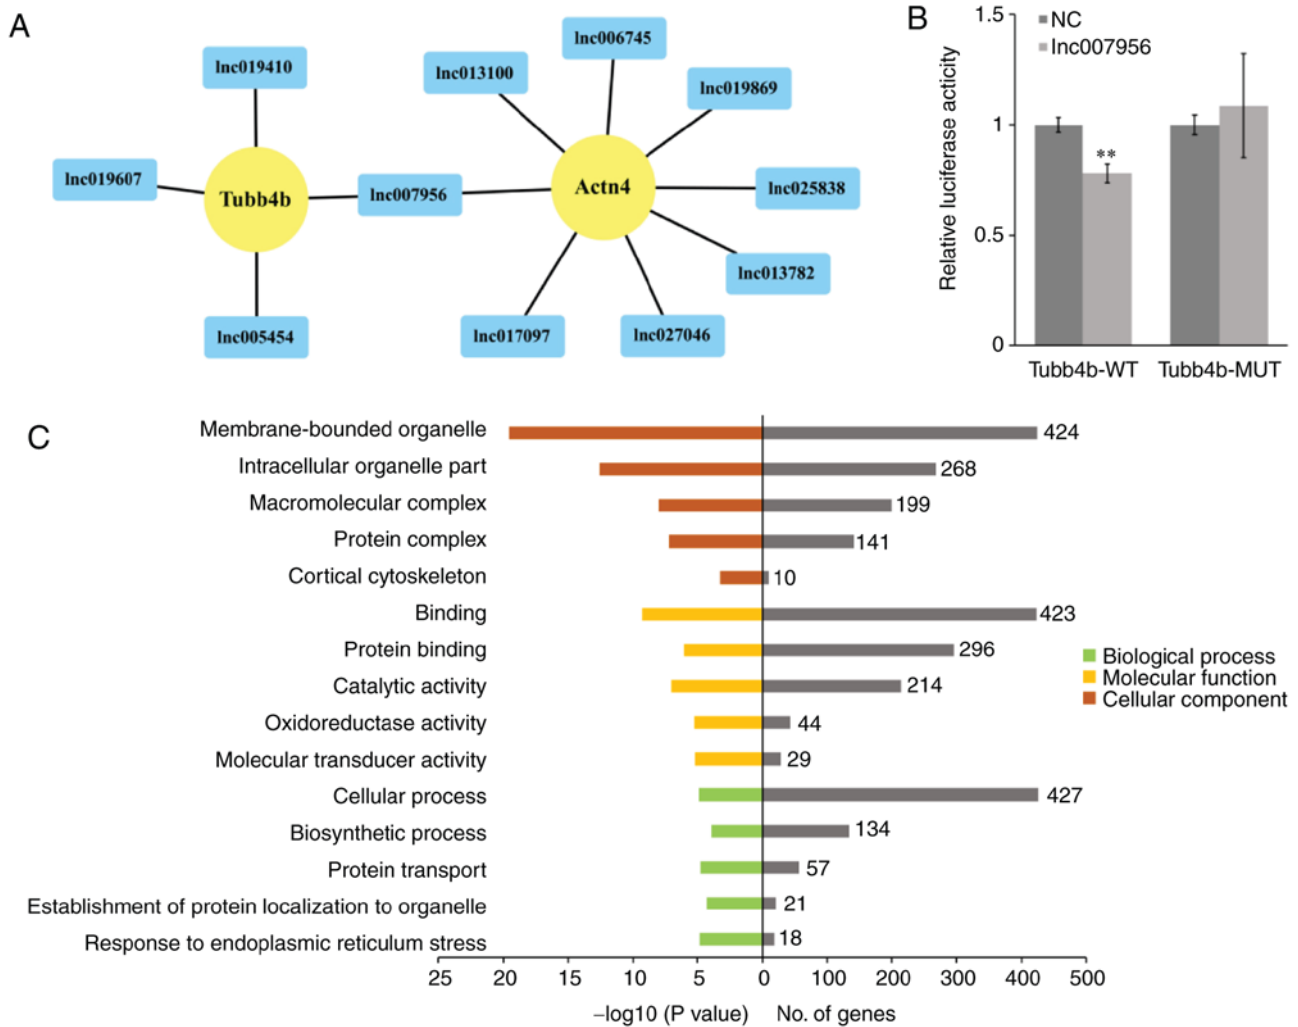 A
lnc006745
lnc013100
lnc019410
lnc019869
lnc019607
Tubb4b
lnc007956
Actn4
lnc025838
lnc013782
lnc005454
lnc017097
lnc027046
B
Relative luciferase acticity
1.5
1
0.5
0
NC
lnc007956
**
Tubb4b-WT
Tubb4b-MUT
C
Membrane-bounded organelle 424
Intracellular organelle part 268
Macromolecular complex 199
Protein complex 141
Cortical cytoskeleton 10
Binding 423
Protein binding 296
Catalytic activity 214
Oxidoreductase activity 44
Molecular transducer activity 29
Cellular process 427
Biosynthetic process 134
Protein transport 57
Establishment of protein localization to organelle 21
Response to endoplasmic reticulum stress 18
Biological process
Molecular function
Cellular component
25 20 15 10 5 0 100 200 300 400 500
−log10 (P value) No. of genes